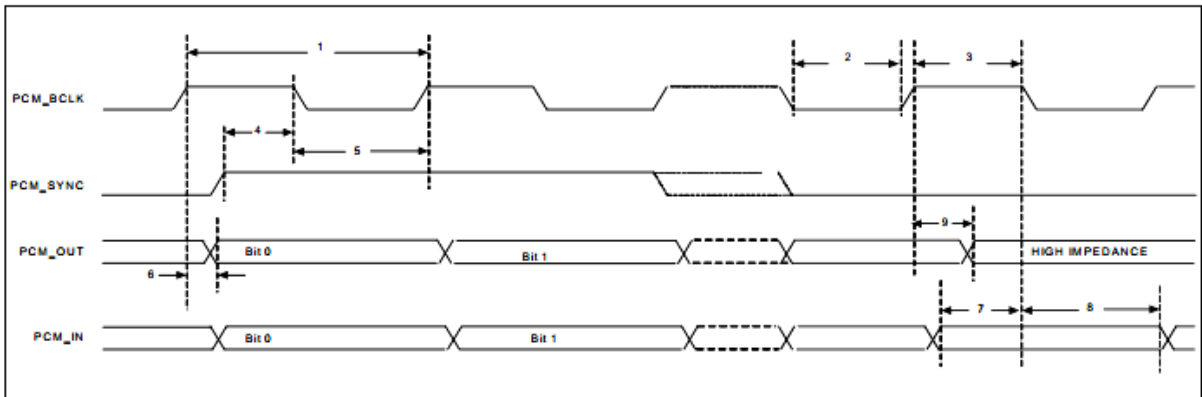 1
2
3
PCM_BCLK
4
5
PCM_SYNC
9
PCM_OUT
Bit 0
Bit 1
HIGH IMPEDANCE
6
7
8
PCM_IN
Bit 0
Bit 1